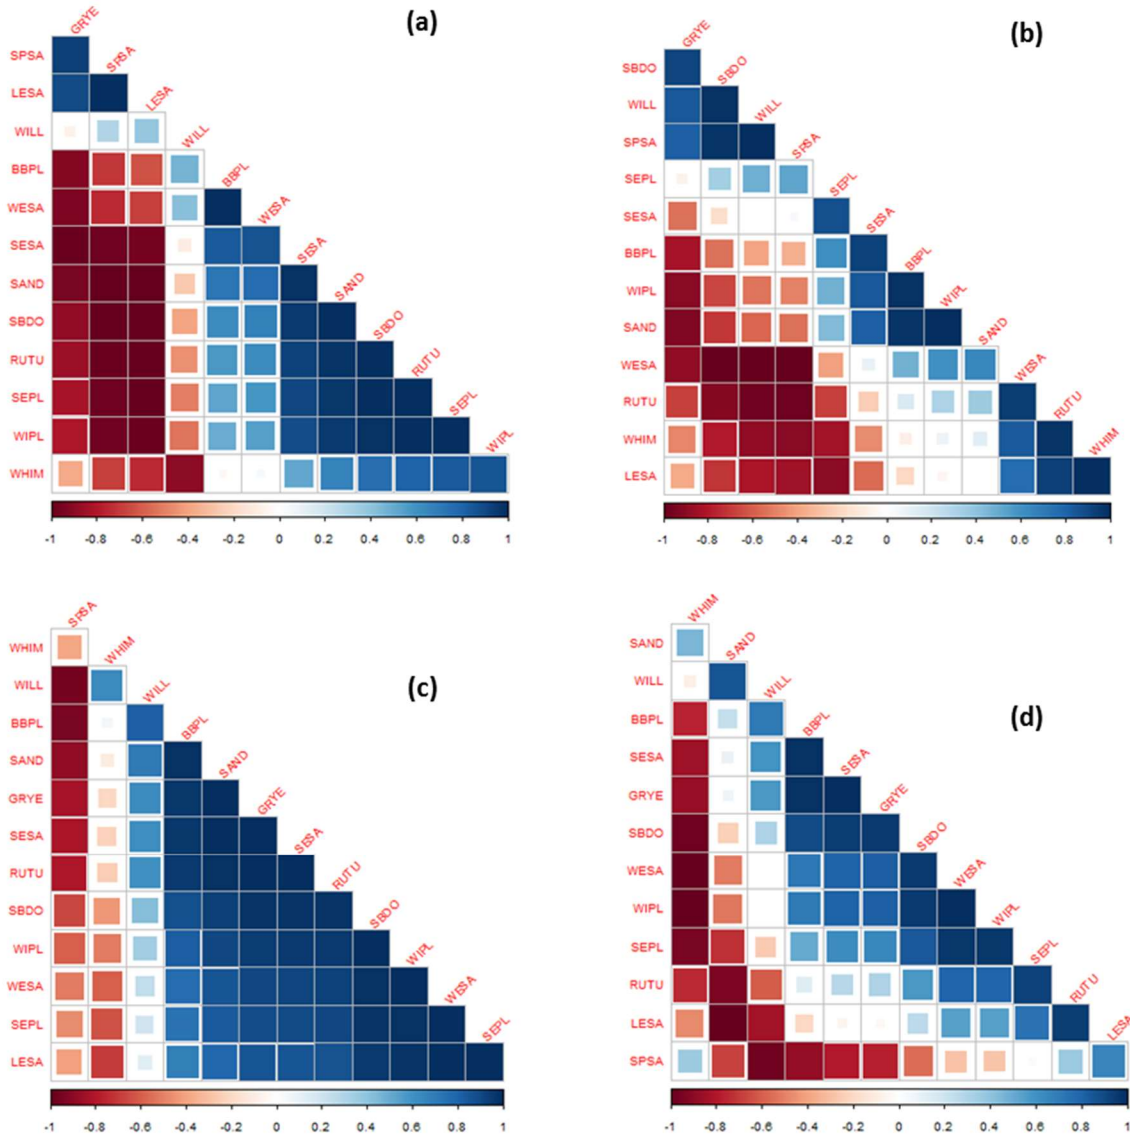 (a)
GRYE
SPSA
SPSA
LESA
LESA
WILL
WILL
BBPL
BBPL
WESA
WESA
SESA
SESA
SAND
SAND
SBDO
SBDO
RUTU
RUTU
SEPL
SEPL
WIPL
WIPL
WHIM
-1 -0.8 -0.6 -0.4 -0.2 0 0.2 0.4 0.6 0.8 1
(b)
GRYE
SBDO
SBDO
WILL
WILL
SPSA
SPSA
SEPL
SEPL
SESA
SESA
BBPL
BBPL
WIPL
WIPL
SAND
SAND
WESA
WESA
RUTU
RUTU
WHIM
WHIM
LESA
-1 -0.8 -0.6 -0.4 -0.2 0 0.2 0.4 0.6 0.8 1
(c)
SPSA
WHIM
WHIM
WILL
WILL
BBPL
BBPL
SAND
SAND
GRYE
GRYE
SESA
SESA
RUTU
RUTU
SBDO
SBDO
WIPL
WIPL
WESA
WESA
SEPL
SEPL
LESA
-1 -0.8 -0.6 -0.4 -0.2 0 0.2 0.4 0.6 0.8 1
(d)
WHIM
SAND
SAND
WILL
WILL
BBPL
BBPL
SESA
SESA
GRYE
GRYE
SBDO
SBDO
WESA
WESA
WIPL
WIPL
SEPL
SEPL
RUTU
RUTU
LESA
LESA
SPSA
-1 -0.8 -0.6 -0.4 -0.2 0 0.2 0.4 0.6 0.8 1